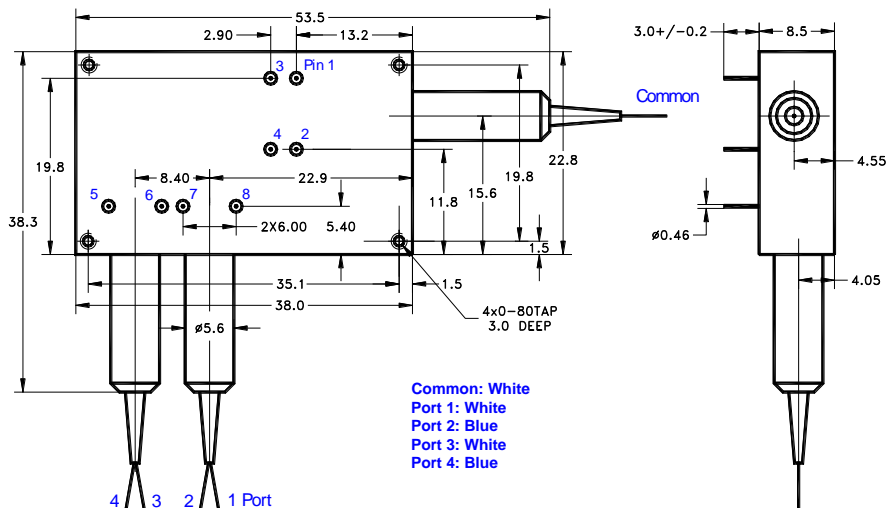 53.5
2.90
13.2
3.0+/-0.2
8.5
3
Pin 1
Common
4
2
19.8
8.40
22.9
11.8
15.6
19.8
22.8
4.55
38.3
5
6
7
8
2X6.00
5.40
1.5
ø0.46
35.1
1.5
38.0
4.05
ø5.6
4x0-80TAP
3.0 DEEP
Common: White
Port 1: White
Port 2: Blue
Port 3: White
Port 4: Blue
4
3
2
1 Port